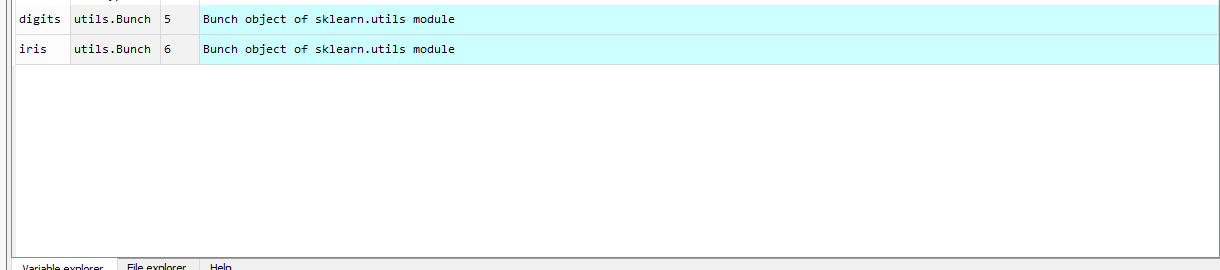 digits utils.Bunch 5 Bunch object of sklearn.utils module
iris utils.Bunch 6 Bunch object of sklearn.utils module
Variable explorer File explorer Help